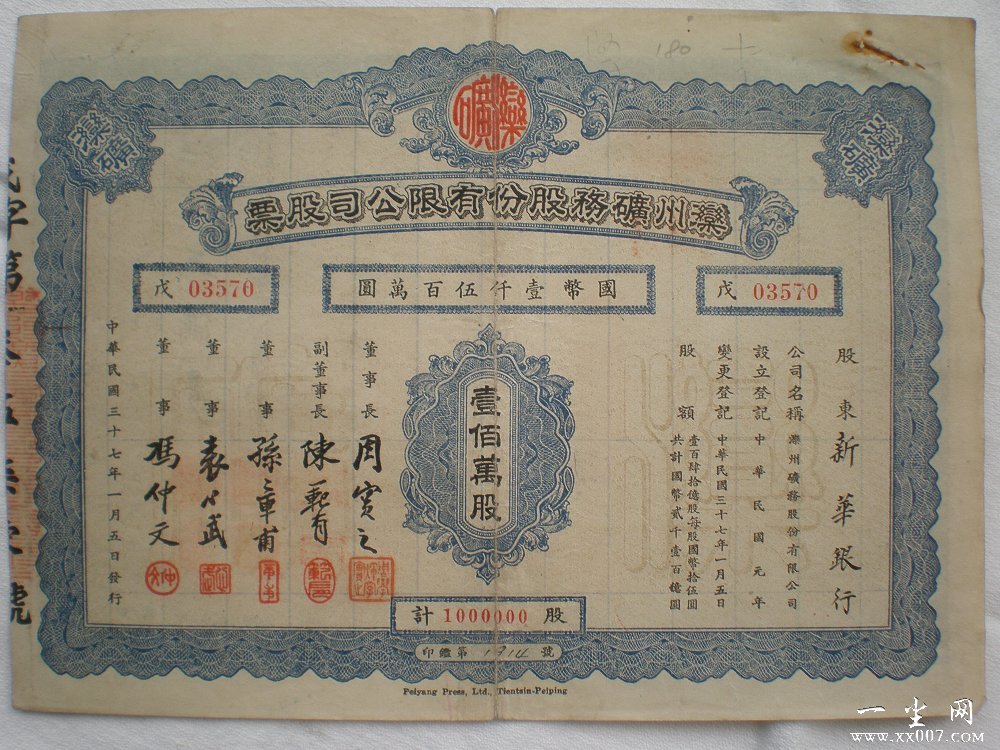 灤礦
灤礦
灤礦
灤州礦務股份有限公司股票
戊 03570
國幣壹仟伍百萬圓
戊 03570
股東新華銀行
公司名稱 灤州礦務股份有限公司
設立登記 中華民國元年
變更登記 中華民國三十七年一月五日
股額 壹百肆拾億股每股國幣拾伍圓
共計國幣貳千壹百億圓
壹佰萬股
董事長 周實之
副董事長 陳範有
董事 孫章甫
董事 袁心武
董事 馮仲文
中華民國三十七年一月五日發行
計 1000000 股
印鑑第 號
Peiyang Press, Ltd., Tientsin-Peiping
180
一尘网
www.xx007.com